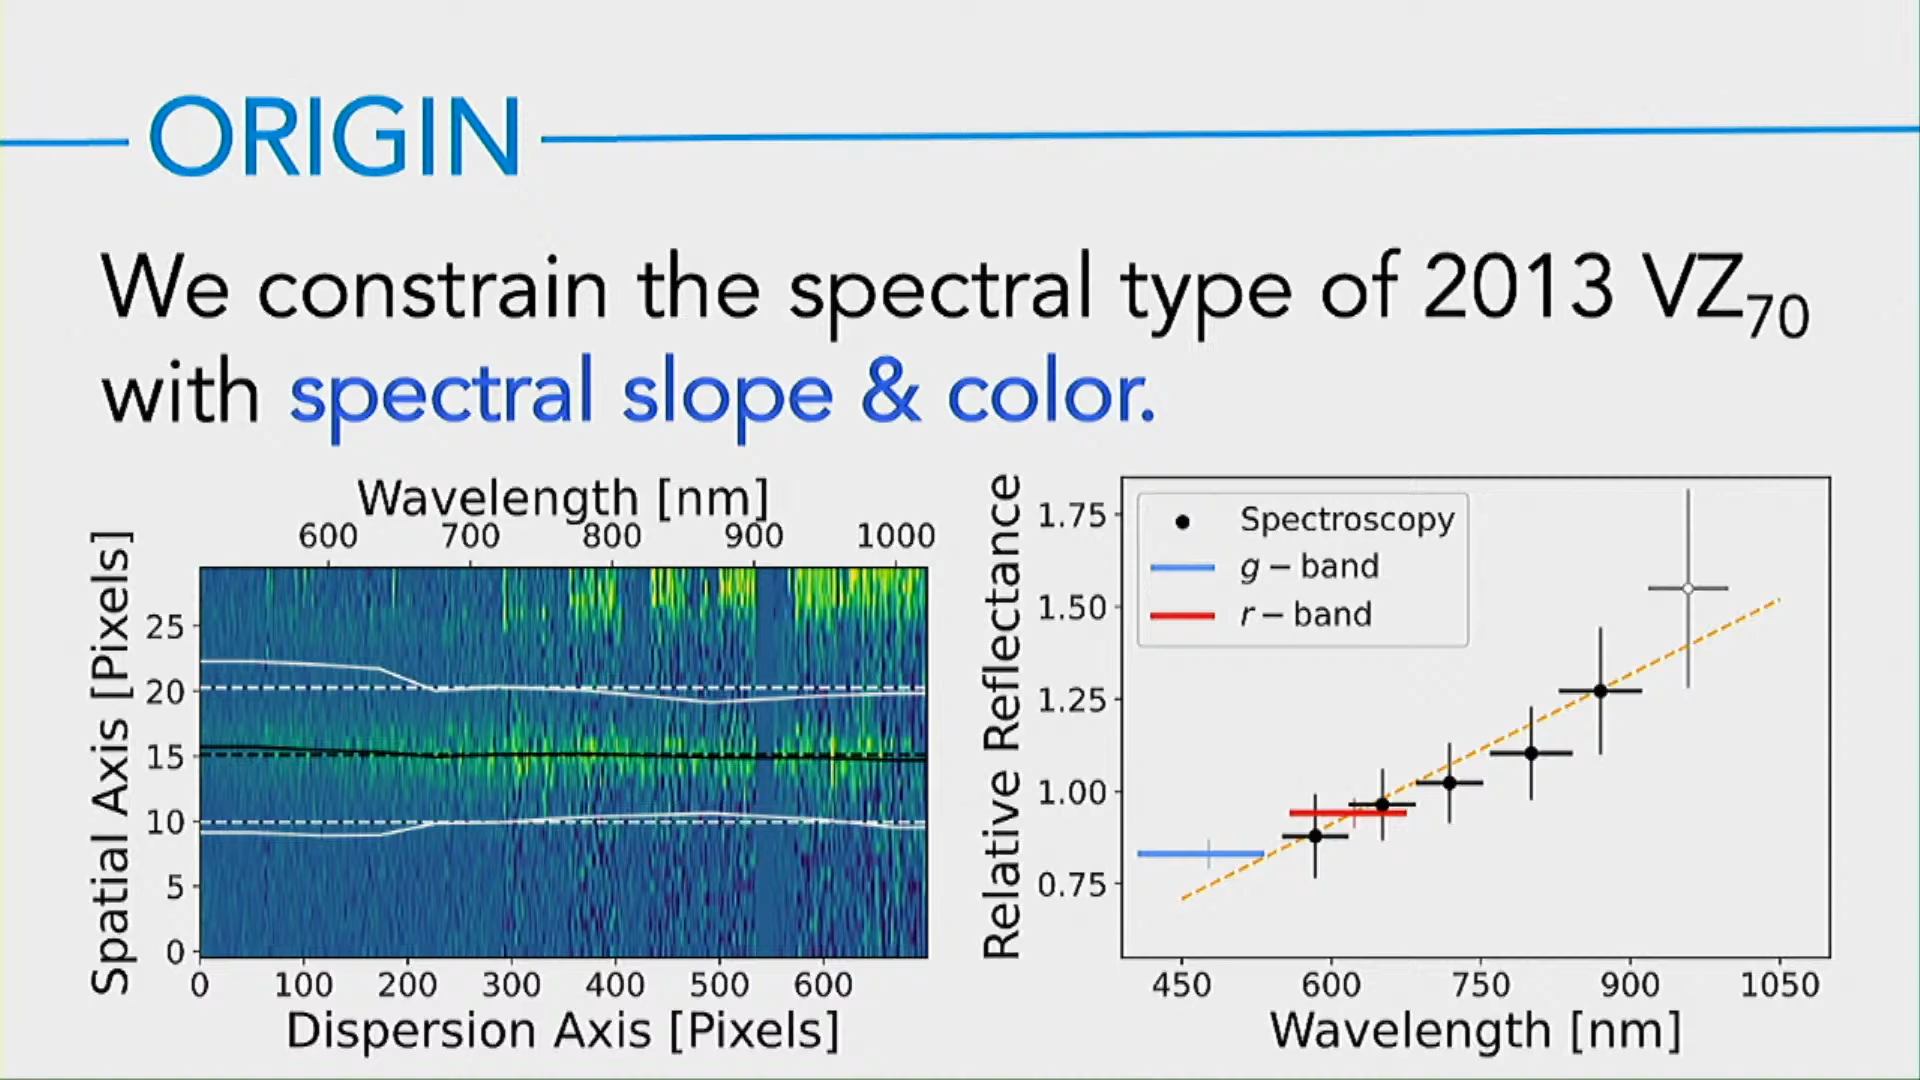 ORIGIN
We constrain the spectral type of 2013 VZ70
with spectral slope & color.
Wavelength [nm]
600 700 800 900 1000
Spatial Axis [Pixels]
25
20
15
10
5
0
0 100 200 300 400 500 600
Dispersion Axis [Pixels]
Relative Reflectance
1.75
1.50
1.25
1.00
0.75
Spectroscopy
g − band
r − band
450 600 750 900 1050
Wavelength [nm]